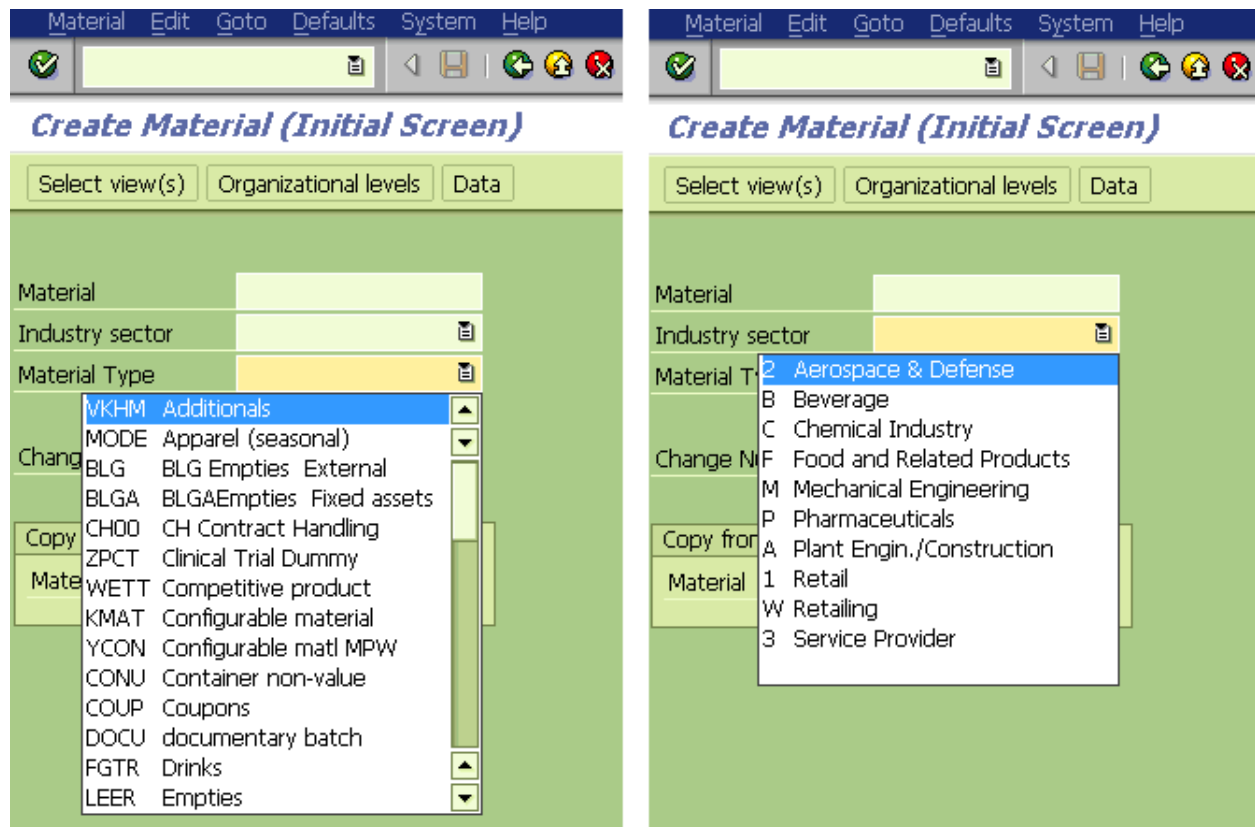 Material Edit Goto Defaults System Help
Create Material (Initial Screen)
Select view(s) Organizational levels Data
Material
Industry sector
Material Type
VKHM Additionals
MODE Apparel (seasonal)
Chang
BLG BLG Empties External
BLGA BLGAEmpties Fixed assets
CH00 CH Contract Handling
Copy
ZPCT Clinical Trial Dummy
Mate
WETT Competitive product
KMAT Configurable material
YCON Configurable matl MPW
CONU Container non-value
COUP Coupons
DOCU documentary batch
FGTR Drinks
LEER Empties
Material Edit Goto Defaults System Help
Create Material (Initial Screen)
Select view(s) Organizational levels Data
Material
Industry sector
Material T
2 Aerospace & Defense
B Beverage
C Chemical Industry
Change N
F Food and Related Products
M Mechanical Engineering
P Pharmaceuticals
Copy fror
A Plant Engin./Construction
Material
1 Retail
W Retailing
3 Service Provider